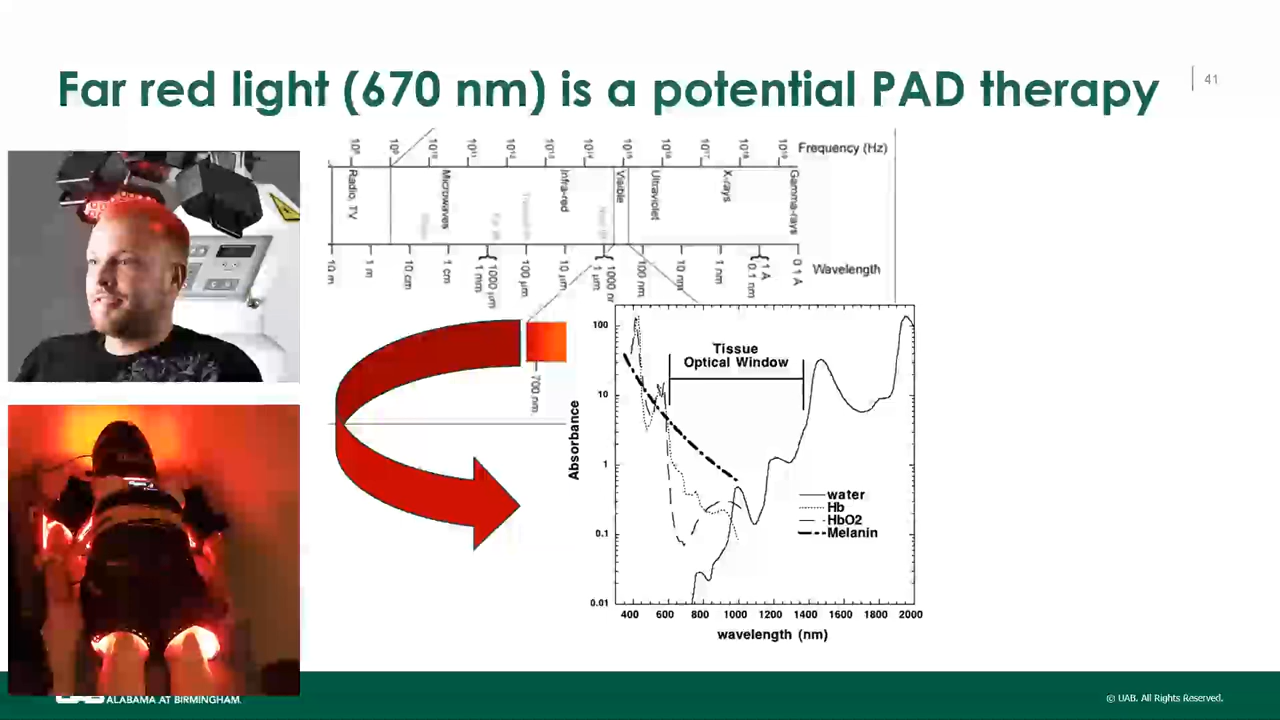 Far red light (670 nm) is a potential PAD therapy
41
Frequency (Hz)
Radio, TV
Microwaves
Infra-red
Visible
Ultraviolet
X-rays
Gamma-rays
Wavelength
10 m
1 m
10 cm
1 cm
1 mm
1000 µm
100 µm
10 µm
1 µm
100 nm
10 nm
1 nm
0.1 nm
1 Å
0.1 Å
700 nm
Tissue
Optical Window
Absorbance
100
10
1
0.1
0.01
water
Hb
HbO2
Melanin
400 600 800 1000 1200 1400 1600 1800 2000
wavelength (nm)
ALABAMA AT BIRMINGHAM.
© UAB. All Rights Reserved.